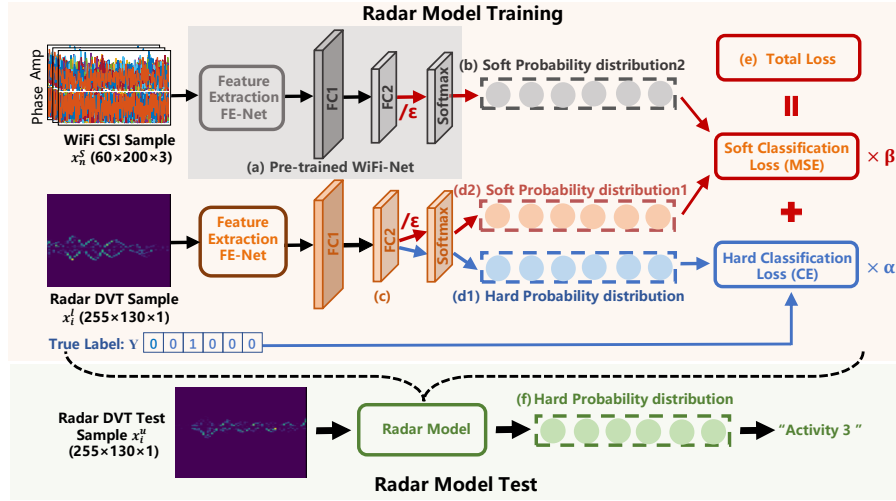 Radar Model Training
Phase Amp
WiFi CSI Sample
x_n^S (60×200×3)
Feature
Extraction
FE-Net
FC1
FC2
/ε
Softmax
(a) Pre-trained WiFi-Net
(b) Soft Probability distribution2
(e) Total Loss
=
Soft Classification
Loss (MSE)
× β
+
Hard Classification
Loss (CE)
× α
Radar DVT Sample
x_i^l (255×130×1)
Feature
Extraction
FE-Net
FC1
FC2
/ε
Softmax
(c)
(d2) Soft Probability distribution1
(d1) Hard Probability distribution
True Label: Y 0 0 1 0 0 0
Radar DVT Test
Sample x_i^u
(255×130×1)
Radar Model
(f) Hard Probability distribution
“Activity 3 ”
Radar Model Test